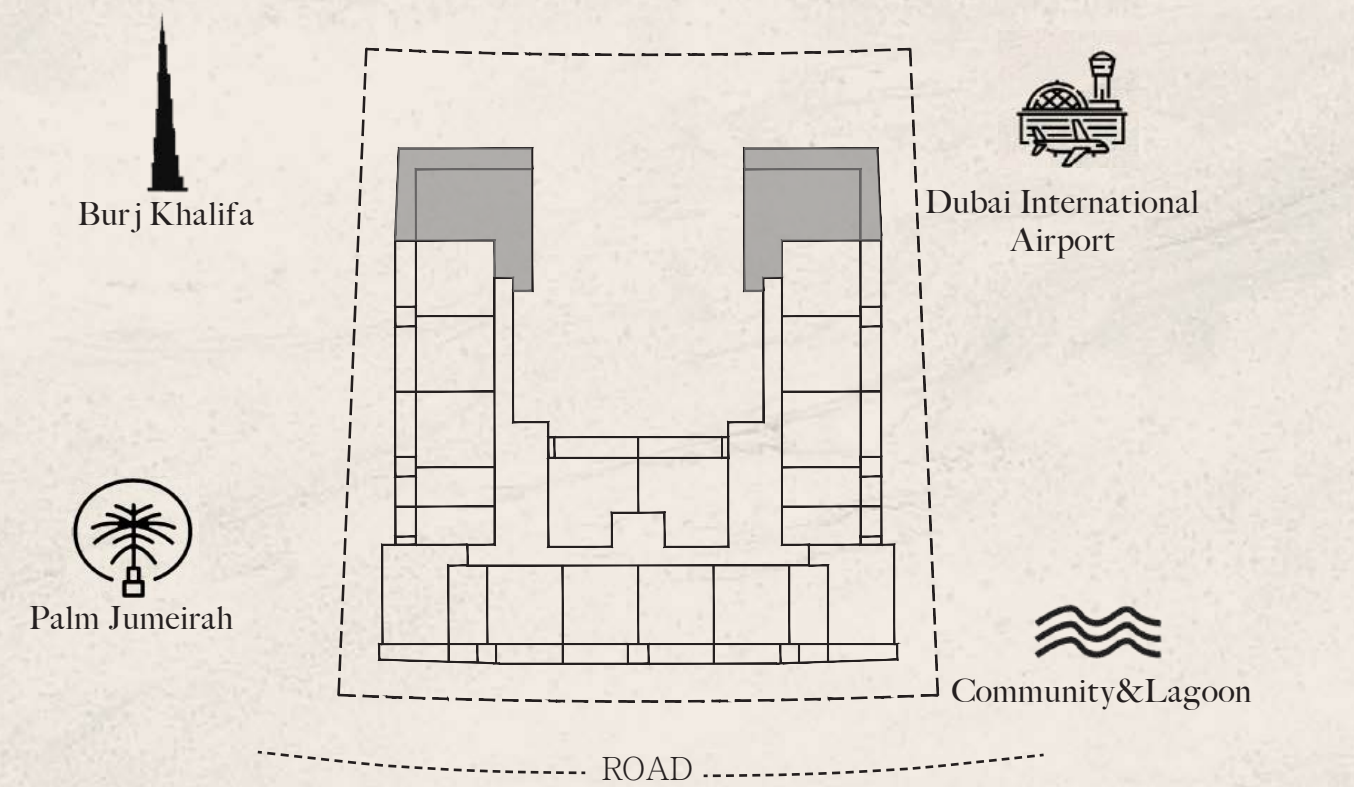 Burj Khalifa
Dubai International
Airport
Palm Jumeirah
Community&Lagoon
ROAD